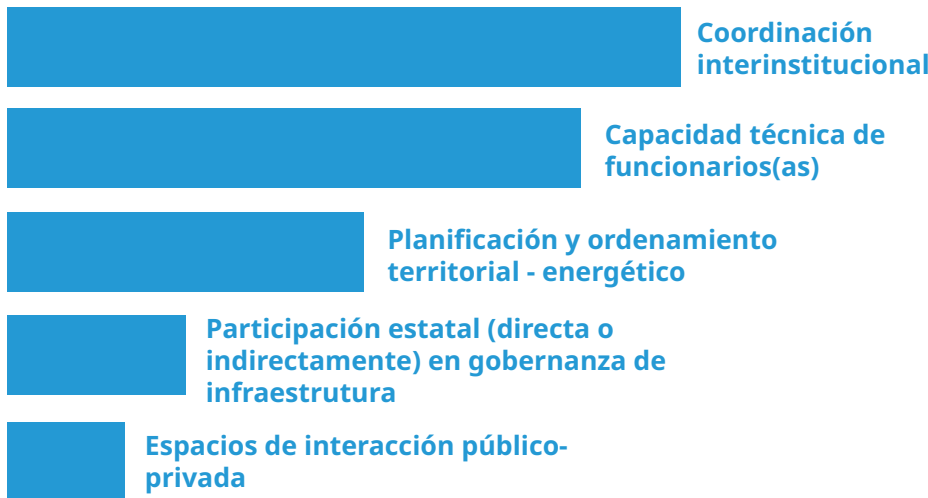 Coordinación
interinstitucional
Capacidad técnica de
funcionarios(as)
Planificación y ordenamiento
territorial - energético
Participación estatal (directa o
indirectamente) en gobernanza de
infraestrutura
Espacios de interacción público-
privada